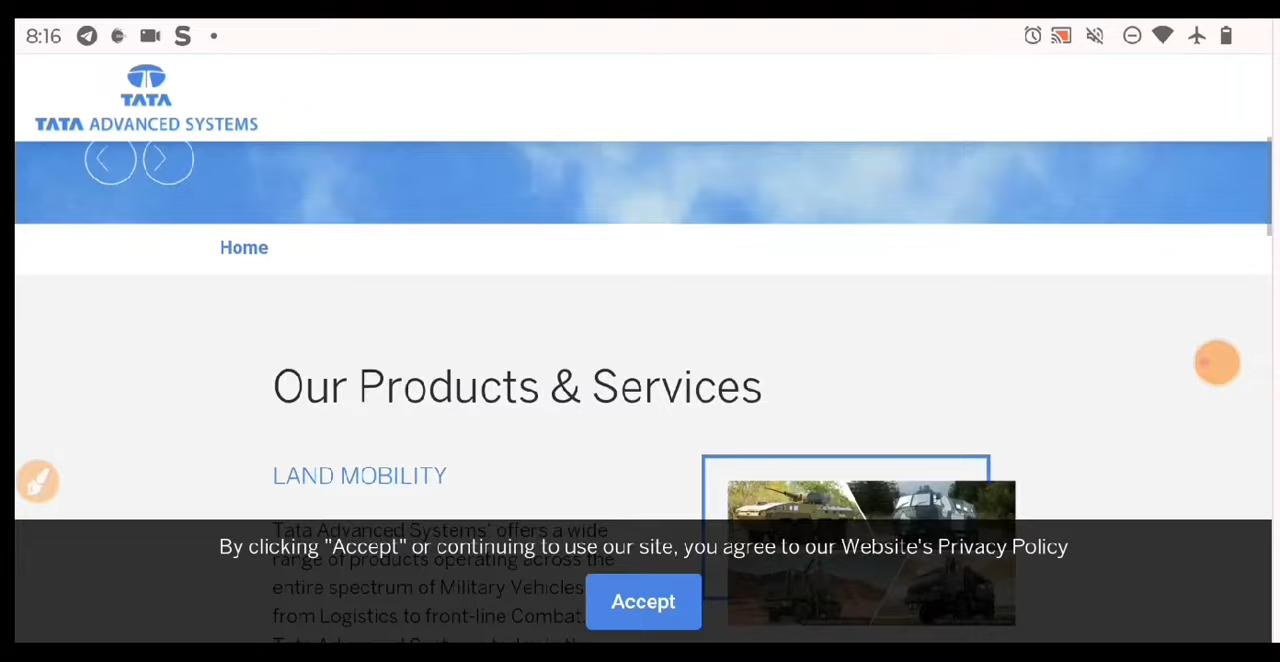 8:16
TATA
TATA ADVANCED SYSTEMS
Home
Our Products & Services
LAND MOBILITY
Tata Advanced Systems' offers a wide
range of products operating across the
entire spectrum of Military Vehicles
from Logistics to front-line Combat.
By clicking "Accept" or continuing to use our site, you agree to our Website's Privacy Policy
Accept